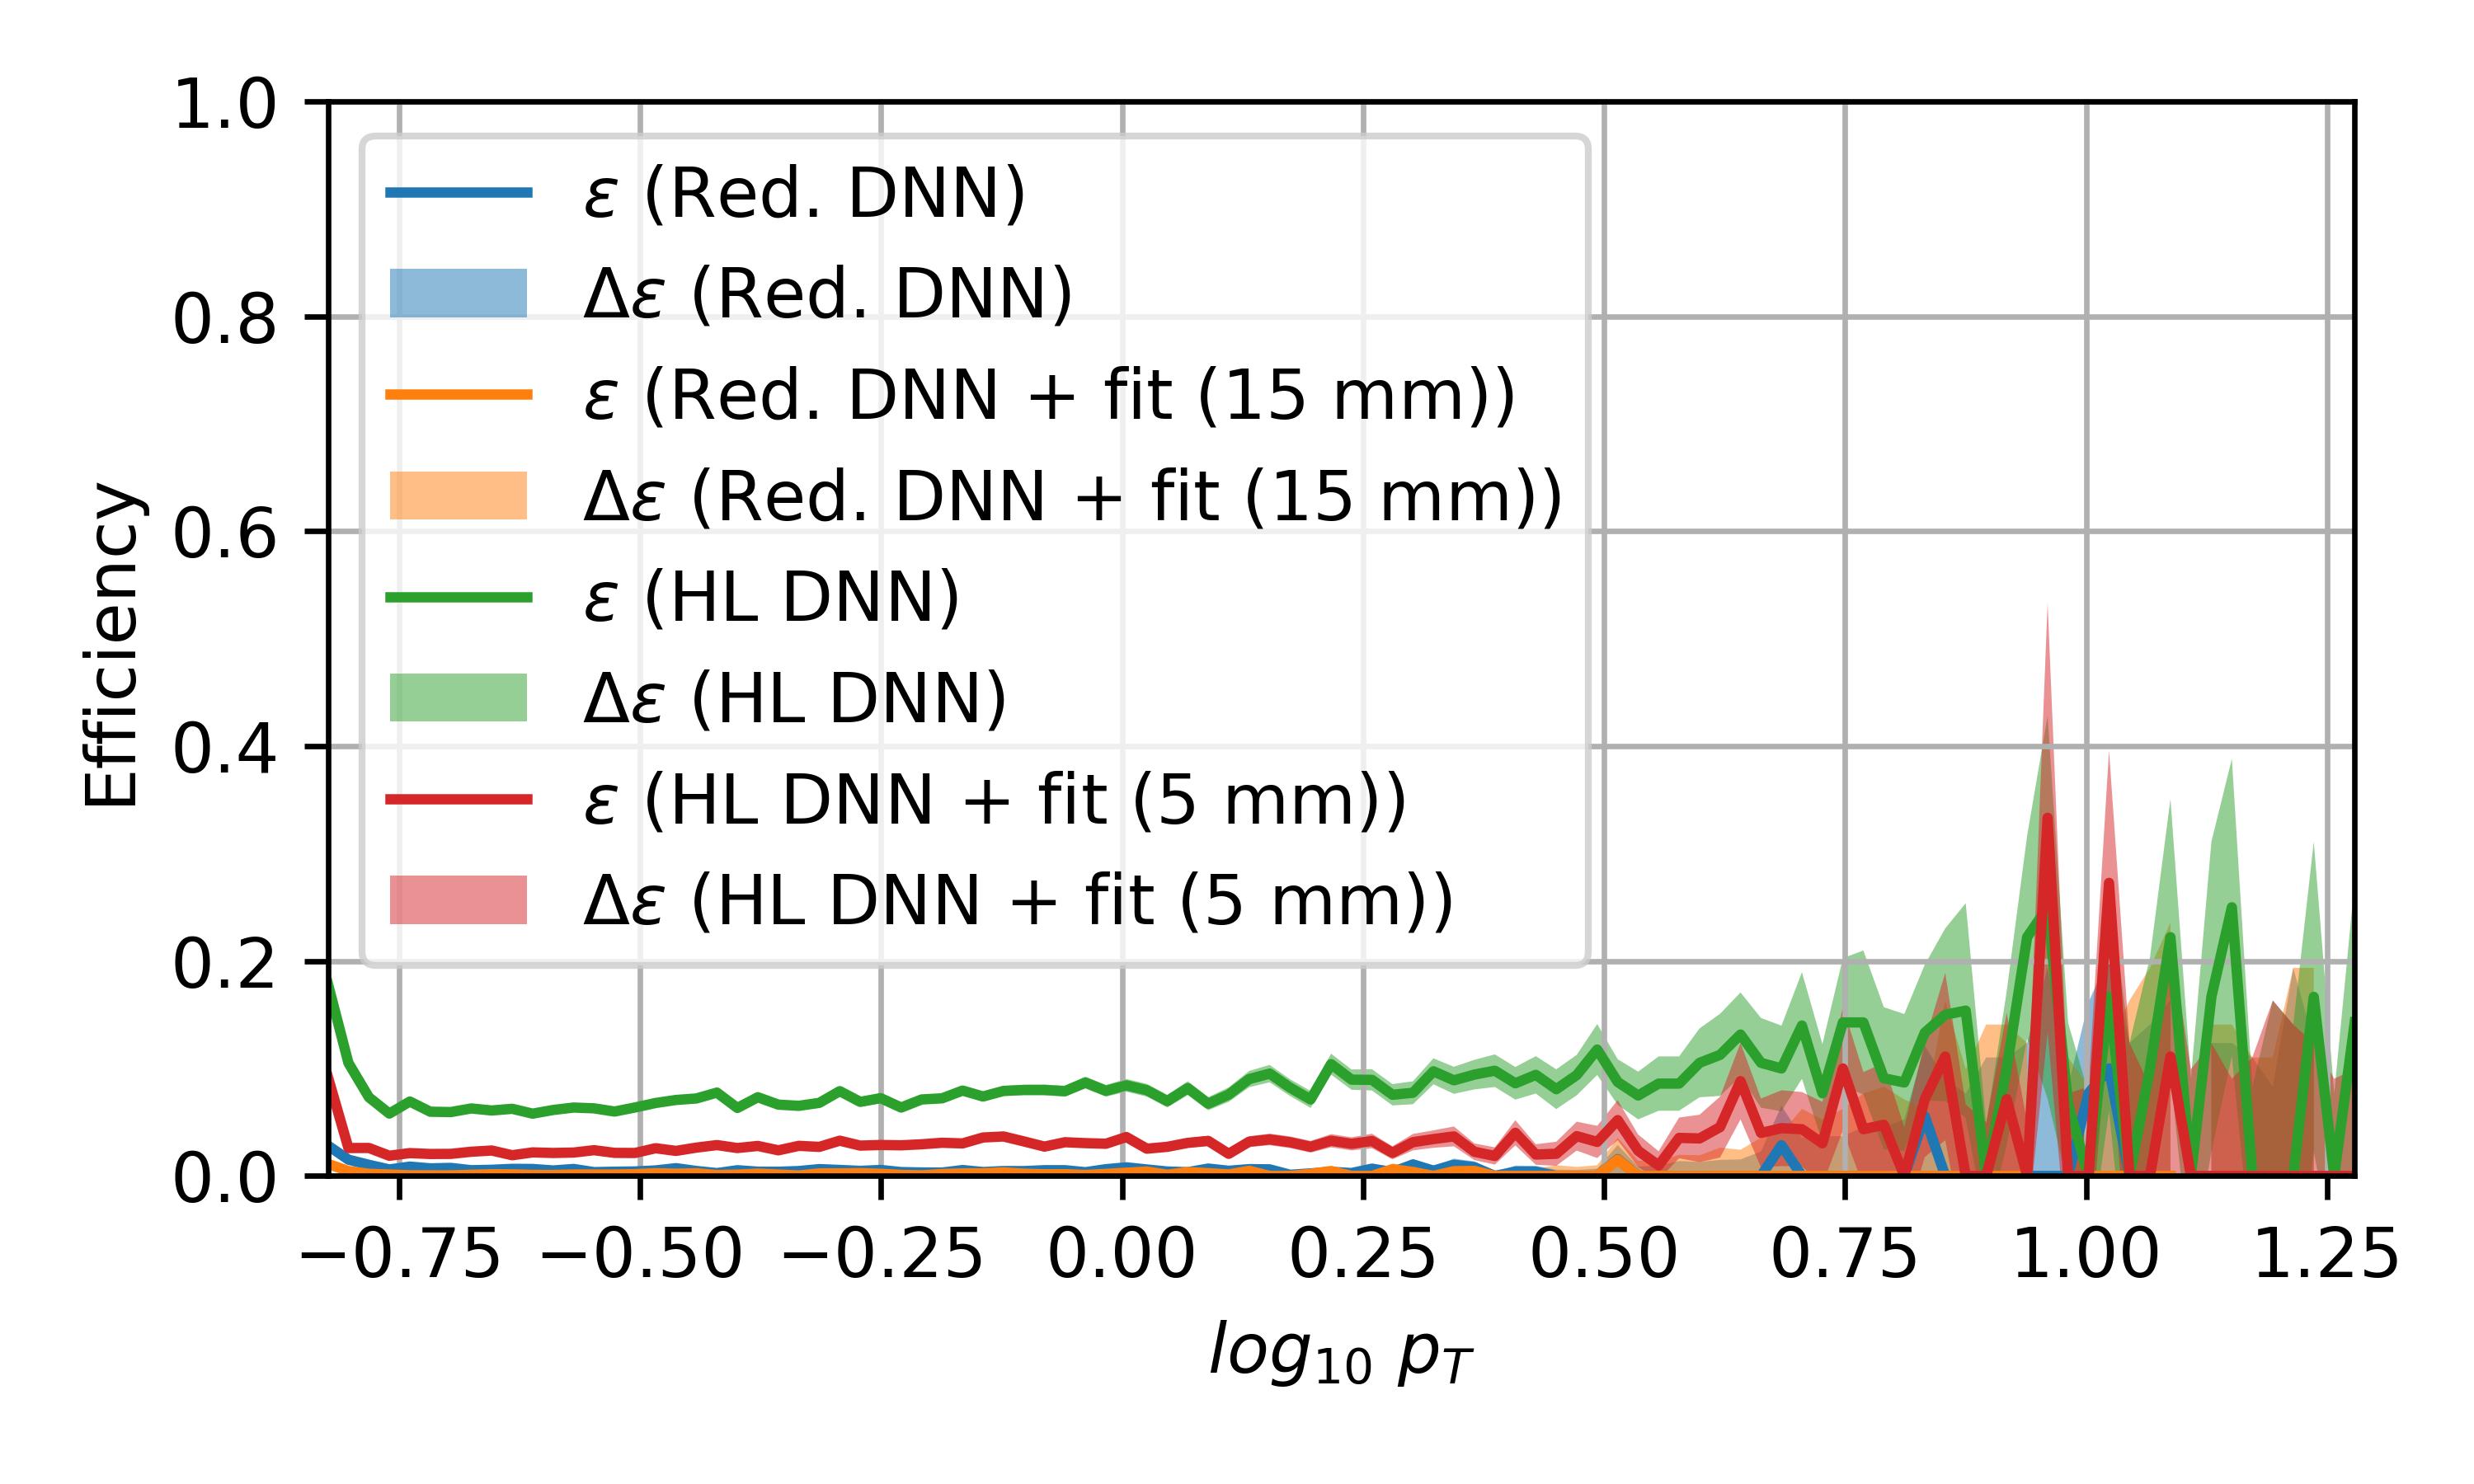 1.0
0.8
0.6
0.4
0.2
0.0
Efficiency
ε (Red. DNN)
Δε (Red. DNN)
ε (Red. DNN + fit (15 mm))
Δε (Red. DNN + fit (15 mm))
ε (HL DNN)
Δε (HL DNN)
ε (HL DNN + fit (5 mm))
Δε (HL DNN + fit (5 mm))
−0.75 −0.50 −0.25 0.00 0.25 0.50 0.75 1.00 1.25
log₁₀ p_T